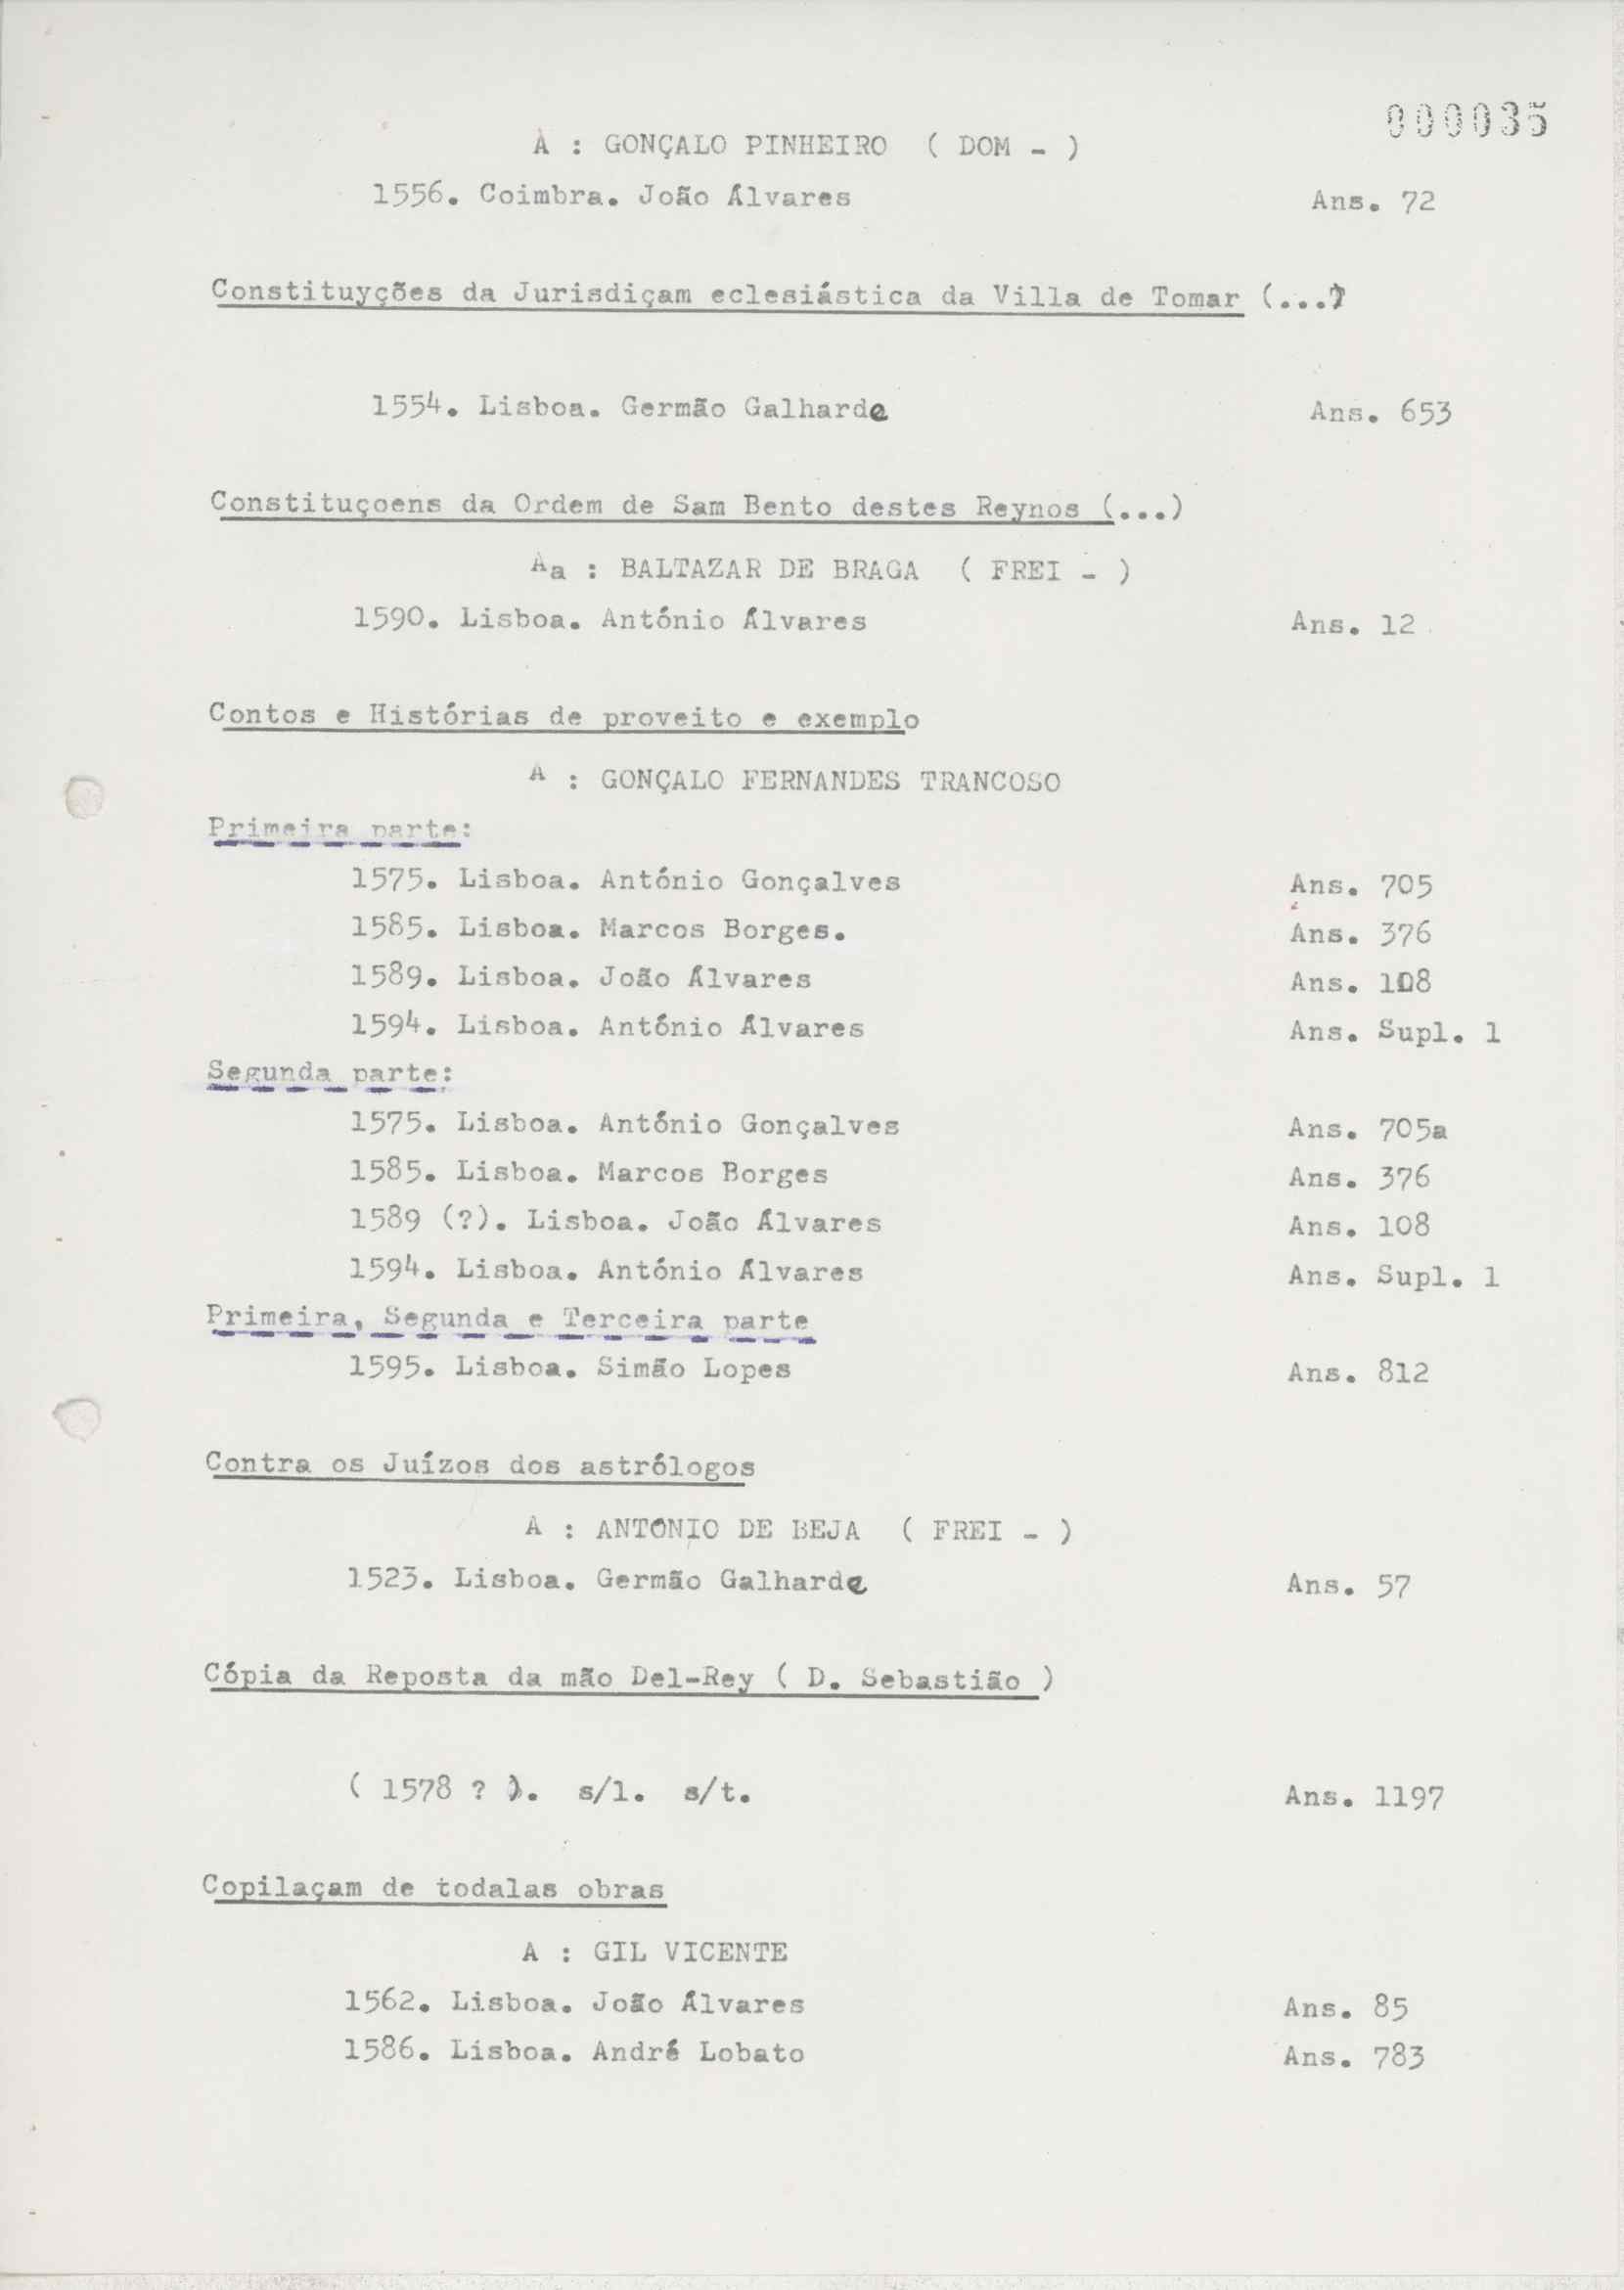 000035
A : GONÇALO PINHEIRO ( DOM - )
1556. Coimbra. João Álvares Ans. 72
Constituyções da Jurisdiçam eclesiástica da Villa de Tomar (...)
1554. Lisboa. Germão Galharde Ans. 653
Constituçoens da Ordem de Sam Bento destes Reynos (...)
Aa : BALTAZAR DE BRAGA ( FREI - )
1590. Lisboa. António Álvares Ans. 12
Contos e Histórias de proveito e exemplo
A : GONÇALO FERNANDES TRANCOSO
Primeira parte:
1575. Lisboa. António Gonçalves Ans. 705
1585. Lisboa. Marcos Borges. Ans. 376
1589. Lisboa. João Álvares Ans. 108
1594. Lisboa. António Álvares Ans. Supl. 1
Segunda parte:
1575. Lisboa. António Gonçalves Ans. 705a
1585. Lisboa. Marcos Borges Ans. 376
1589 (?). Lisboa. João Álvares Ans. 108
1594. Lisboa. António Álvares Ans. Supl. 1
Primeira, Segunda e Terceira parte
1595. Lisboa. Simão Lopes Ans. 812
Contra os Juízos dos astrólogos
A : ANTONIO DE BEJA ( FREI - )
1523. Lisboa. Germão Galharde Ans. 57
Cópia da Reposta da mão Del-Rey ( D. Sebastião )
( 1578 ? ). s/l. s/t. Ans. 1197
Copilaçam de todalas obras
A : GIL VICENTE
1562. Lisboa. João Álvares Ans. 85
1586. Lisboa. André Lobato Ans. 783